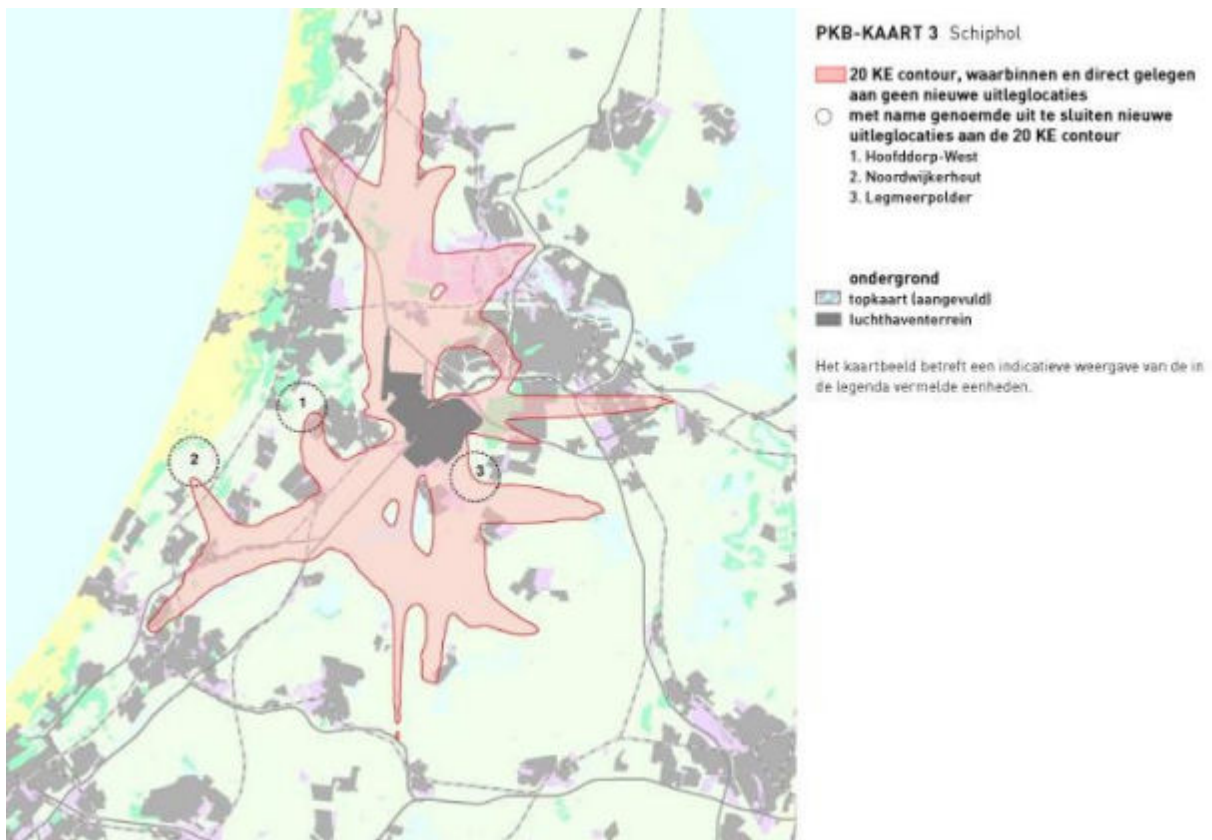 PKB-KAART 3 Schiphol
20 KE contour, waarbinnen en direct gelegen
aan geen nieuwe uitleglocaties
met name genoemde uit te sluiten nieuwe
uitleglocaties aan de 20 KE contour
1. Hoofddorp-West
2. Noordwijkerhout
3. Legmeerpolder
ondergrond
topkaart (aangevuld)
luchthaventerrein
Het kaartbeeld betreft een indicatieve weergave van de in
de legenda vermelde eenheden.
1
2
3